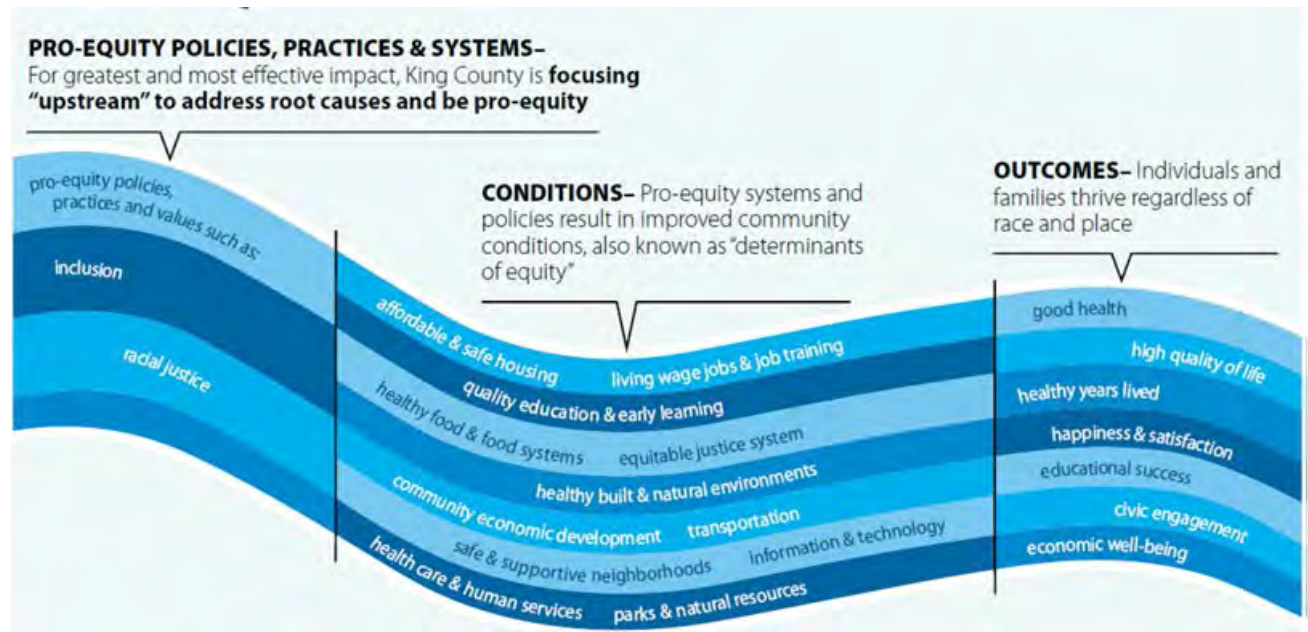 PRO-EQUITY POLICIES, PRACTICES & SYSTEMS–
For greatest and most effective impact, King County is focusing
“upstream” to address root causes and be pro-equity
pro-equity policies,
practices and values such as:
inclusion
racial justice
CONDITIONS– Pro-equity systems and
policies result in improved community
conditions, also known as “determinants
of equity”
affordable & safe housing
living wage jobs & job training
quality education & early learning
healthy food & food systems
equitable justice system
healthy built & natural environments
community economic development
transportation
safe & supportive neighborhoods
information & technology
health care & human services
parks & natural resources
OUTCOMES– Individuals and
families thrive regardless of
race and place
good health
high quality of life
healthy years lived
happiness & satisfaction
educational success
civic engagement
economic well-being